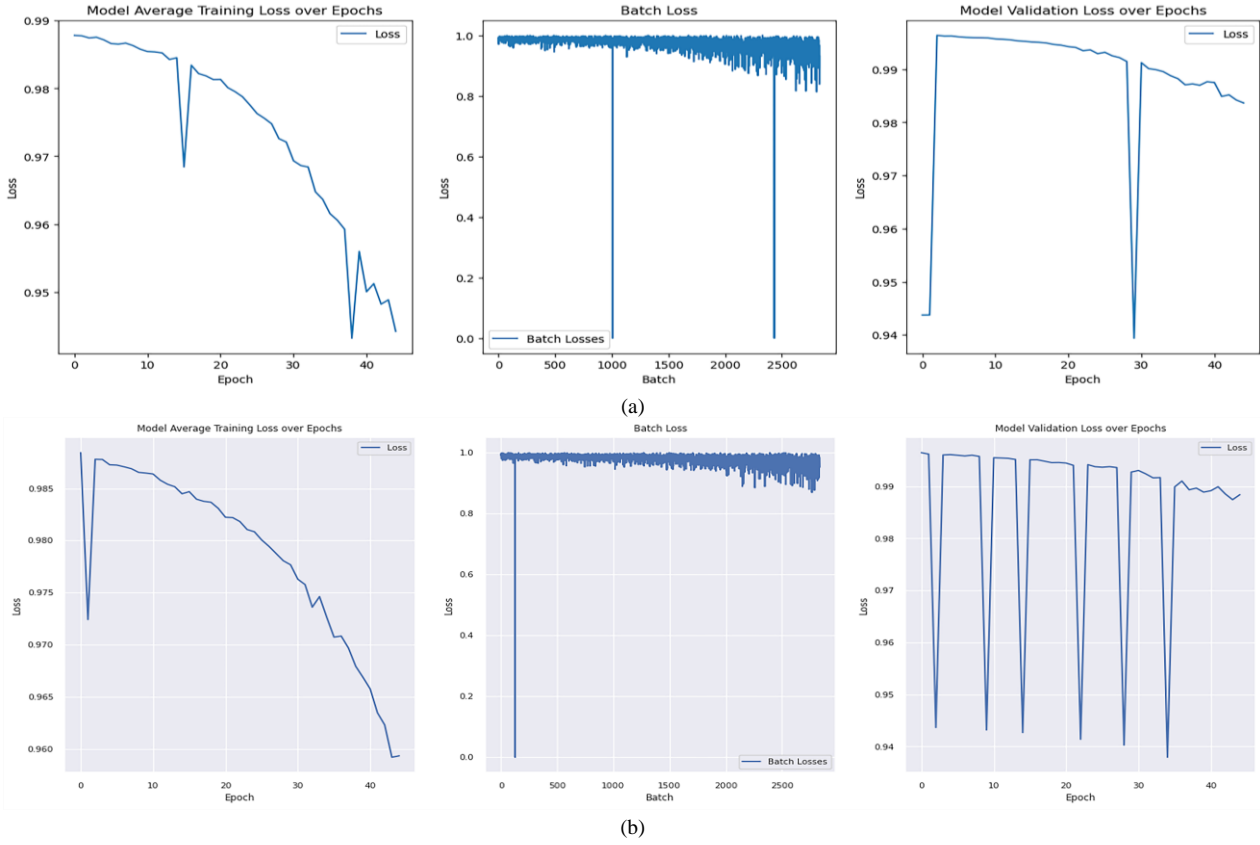 Model Average Training Loss over Epochs
Loss
0.99
0.98
0.97
0.96
0.95
Loss
0 10 20 30 40
Epoch
Batch Loss
1.0
0.8
0.6
0.4
0.2
0.0
Loss
Batch Losses
0 500 1000 1500 2000 2500
Batch
Model Validation Loss over Epochs
Loss
0.99
0.98
0.97
0.96
0.95
0.94
Loss
0 10 20 30 40
Epoch
(a)
Model Average Training Loss over Epochs
Loss
0.985
0.980
0.975
0.970
0.965
0.960
Loss
0 10 20 30 40
Epoch
Batch Loss
1.0
0.8
0.6
0.4
0.2
0.0
Loss
Batch Losses
0 500 1000 1500 2000 2500
Batch
Model Validation Loss over Epochs
Loss
0.99
0.98
0.97
0.96
0.95
0.94
Loss
0 10 20 30 40
Epoch
(b)